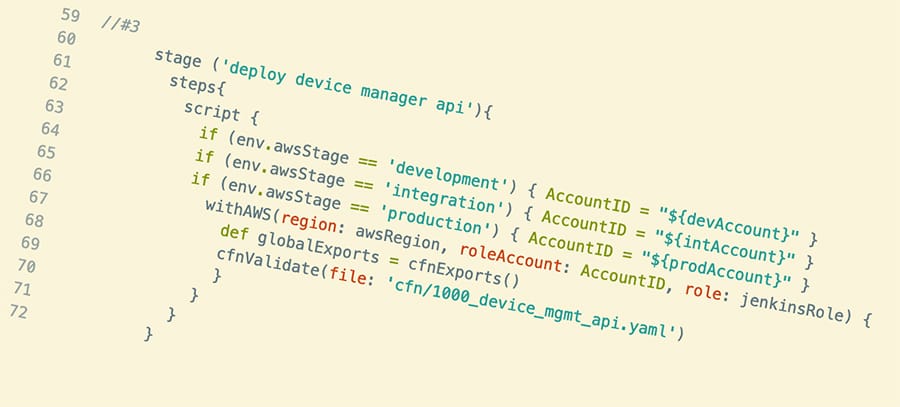 59 //#3
60 stage ('deploy device manager api'){
61 steps{
62 script {
63 if (env.awsStage == 'development') { AccountID = "${devAccount}" }
64 if (env.awsStage == 'integration') { AccountID = "${intAccount}" }
65 if (env.awsStage == 'production') { AccountID = "${prodAccount}" }
66 withAWS(region: awsRegion, roleAccount: AccountID, role: jenkinsRole) {
67 def globalExports = cfnExports()
68 cfnValidate(file: 'cfn/1000_device_mgmt_api.yaml')
69 }
70 }
71 }
72 }